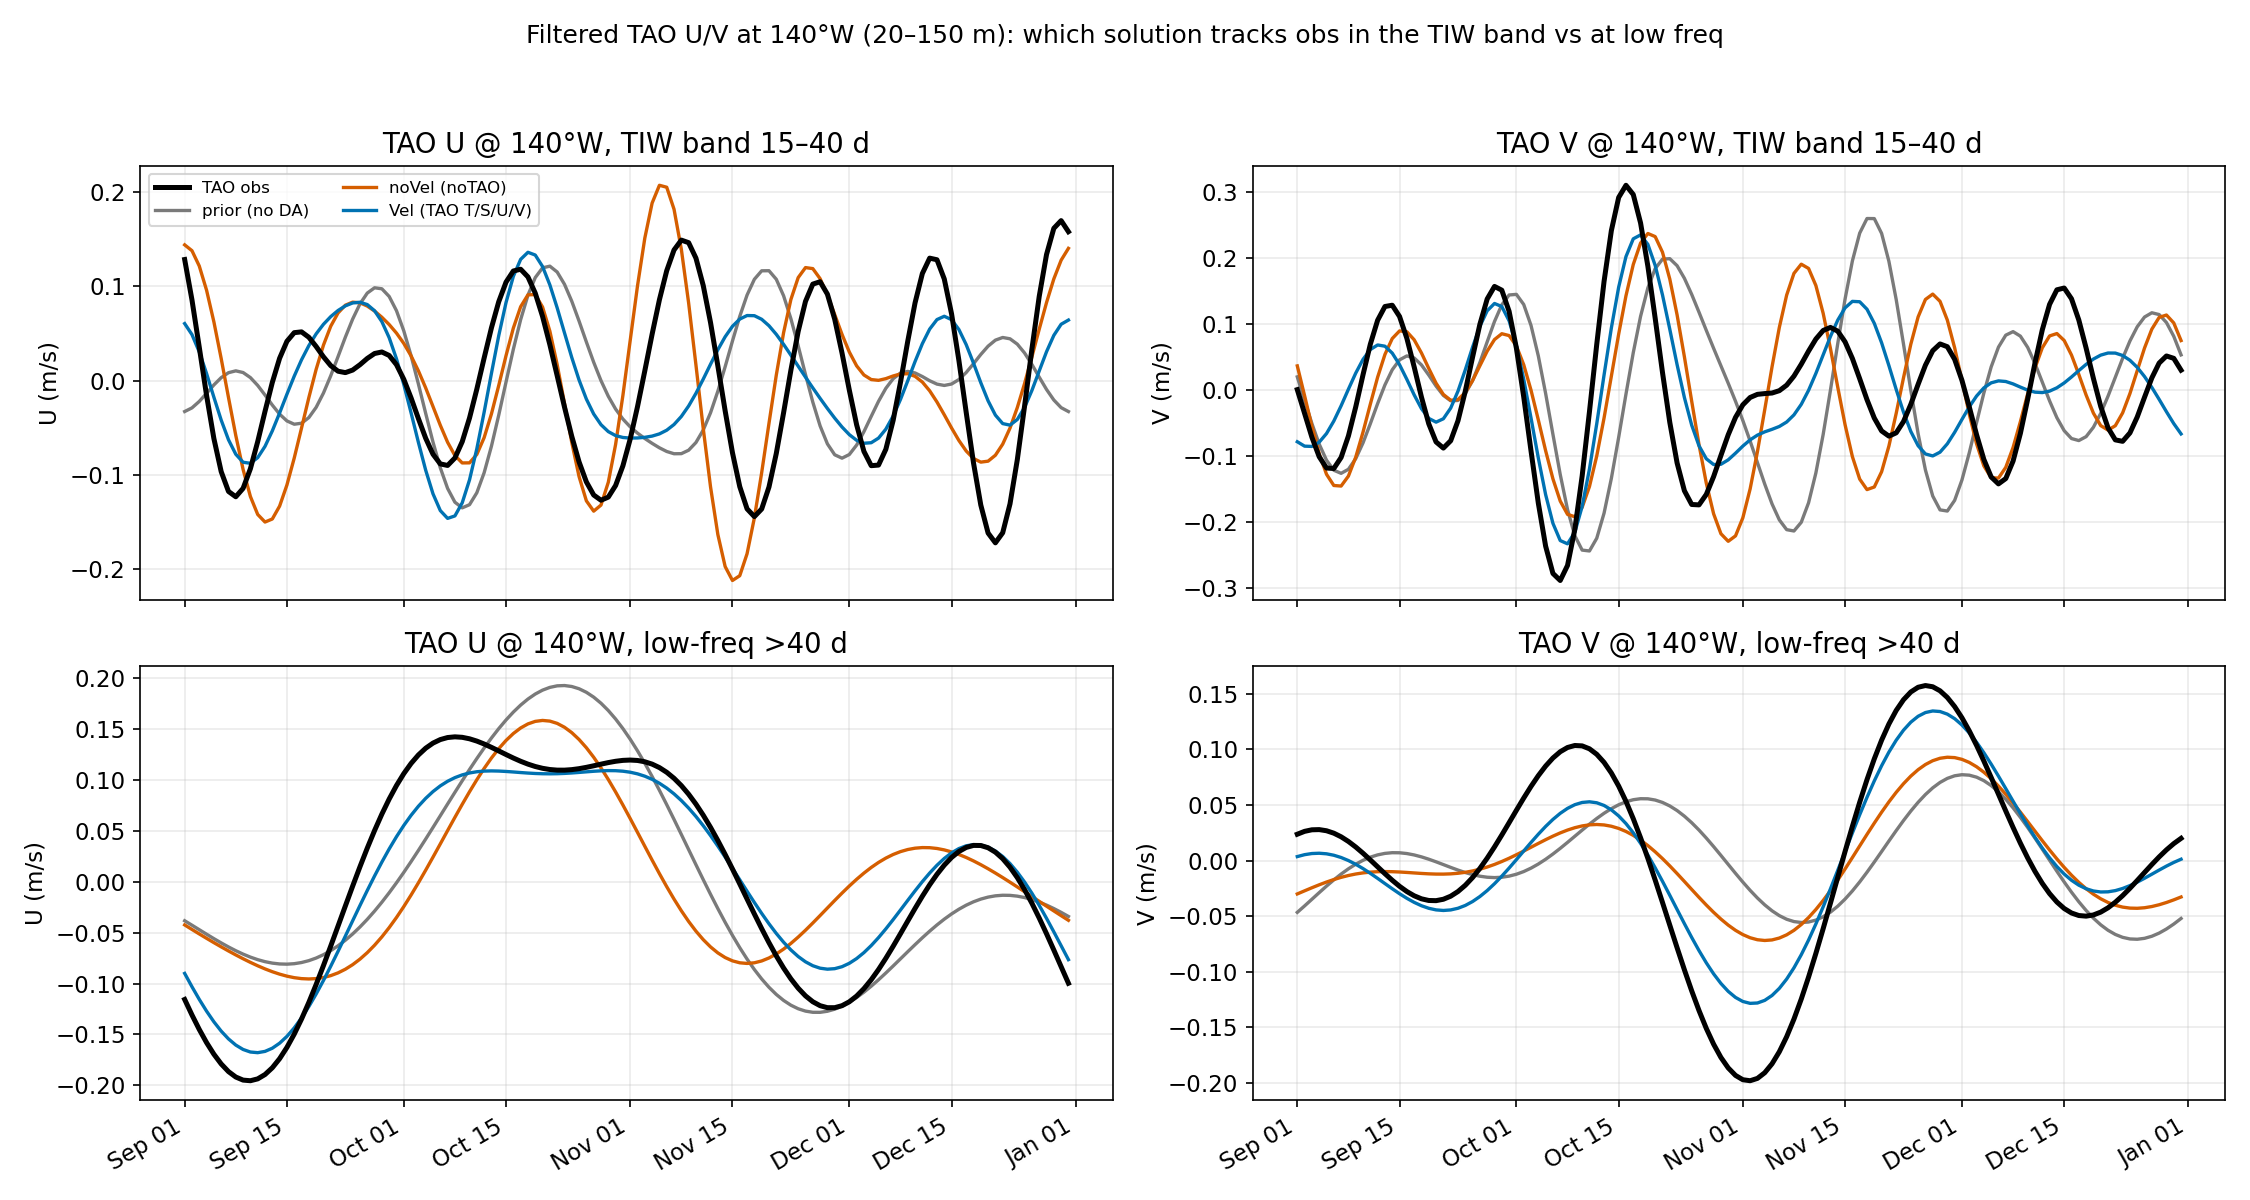 Filtered TAO U/V at 140°W (20–150 m): which solution tracks obs in the TIW band vs at low freq
TAO U @ 140°W, TIW band 15–40 d
TAO obs
prior (no DA)
noVel (noTAO)
Vel (TAO T/S/U/V)
U (m/s)
0.2
0.1
0.0
−0.1
−0.2
TAO V @ 140°W, TIW band 15–40 d
V (m/s)
0.3
0.2
0.1
0.0
−0.1
−0.2
−0.3
TAO U @ 140°W, low-freq >40 d
U (m/s)
0.20
0.15
0.10
0.05
0.00
−0.05
−0.10
−0.15
−0.20
Sep 01
Sep 15
Oct 01
Oct 15
Nov 01
Nov 15
Dec 01
Dec 15
Jan 01
TAO V @ 140°W, low-freq >40 d
V (m/s)
0.15
0.10
0.05
0.00
−0.05
−0.10
−0.15
−0.20
Sep 01
Sep 15
Oct 01
Oct 15
Nov 01
Nov 15
Dec 01
Dec 15
Jan 01